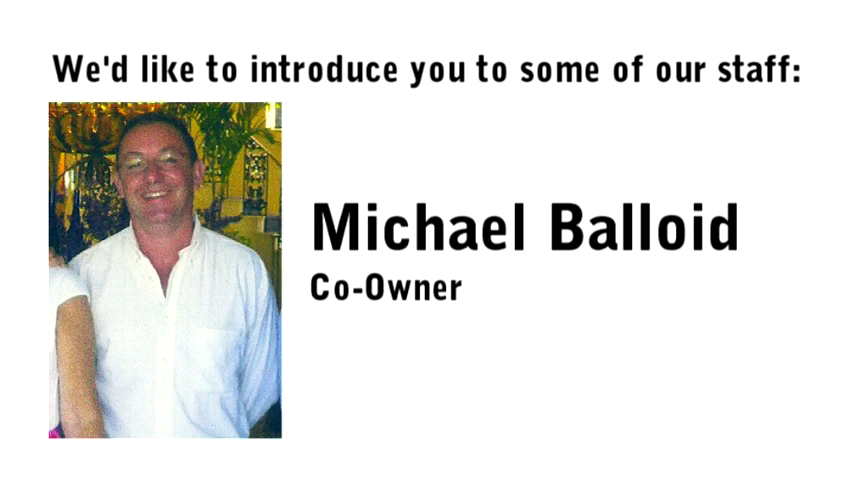 We'd like to introduce you to some of our staff:
Michael Balloid
Co-Owner